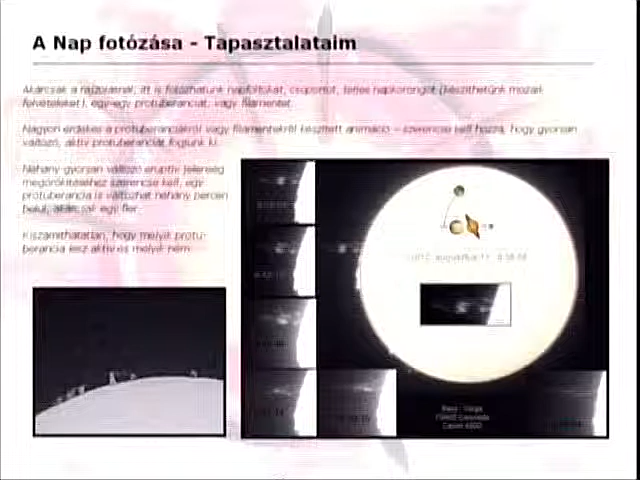 A Nap fotózása - Tapasztalataim
Akárcsak a rajzolásnál, itt is fotózhatunk napfoltokat, csoportot, teljes napkorongot (készíthetünk mozaik
felvételeket), egy-egy protuberanciát, vagy filamentet.
Nagyon érdekes a protuberanciákról vagy filamentekről készített animáció – szerencse kell hozzá, hogy gyorsan
változó, aktív protuberanciát fogjunk ki.
Néhány gyorsan változó eruptív jelenség
megörökítéséhez szerencse kell, egy
protuberancia is változhat néhány percen
belül, akárcsak egy fler.
Kiszámíthatatlan, hogy melyik protu-
berancia lesz aktív és melyik nem.